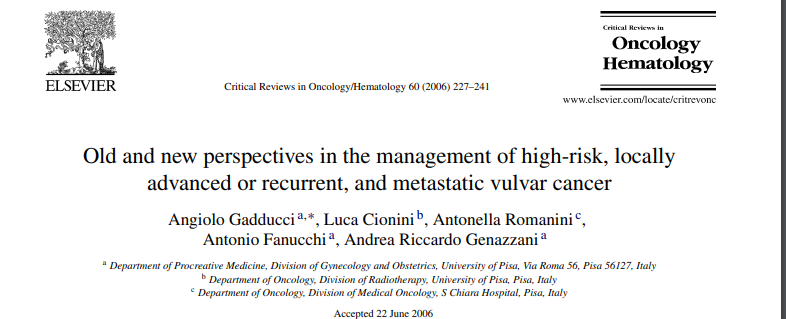 Critical Reviews in
Oncology
Hematology
ELSEVIER
Critical Reviews in Oncology/Hematology 60 (2006) 227–241
www.elsevier.com/locate/critrevonc
Old and new perspectives in the management of high-risk, locally
advanced or recurrent, and metastatic vulvar cancer
Angiolo Gadducci a,*, Luca Cionini b, Antonella Romanini c,
Antonio Fanucchi a, Andrea Riccardo Genazzani a
a Department of Procreative Medicine, Division of Gynecology and Obstetrics, University of Pisa, Via Roma 56, Pisa 56127, Italy
b Department of Oncology, Division of Radiotherapy, University of Pisa, Pisa, Italy
c Department of Oncology, Division of Medical Oncology, S Chiara Hospital, Pisa, Italy
Accepted 22 June 2006